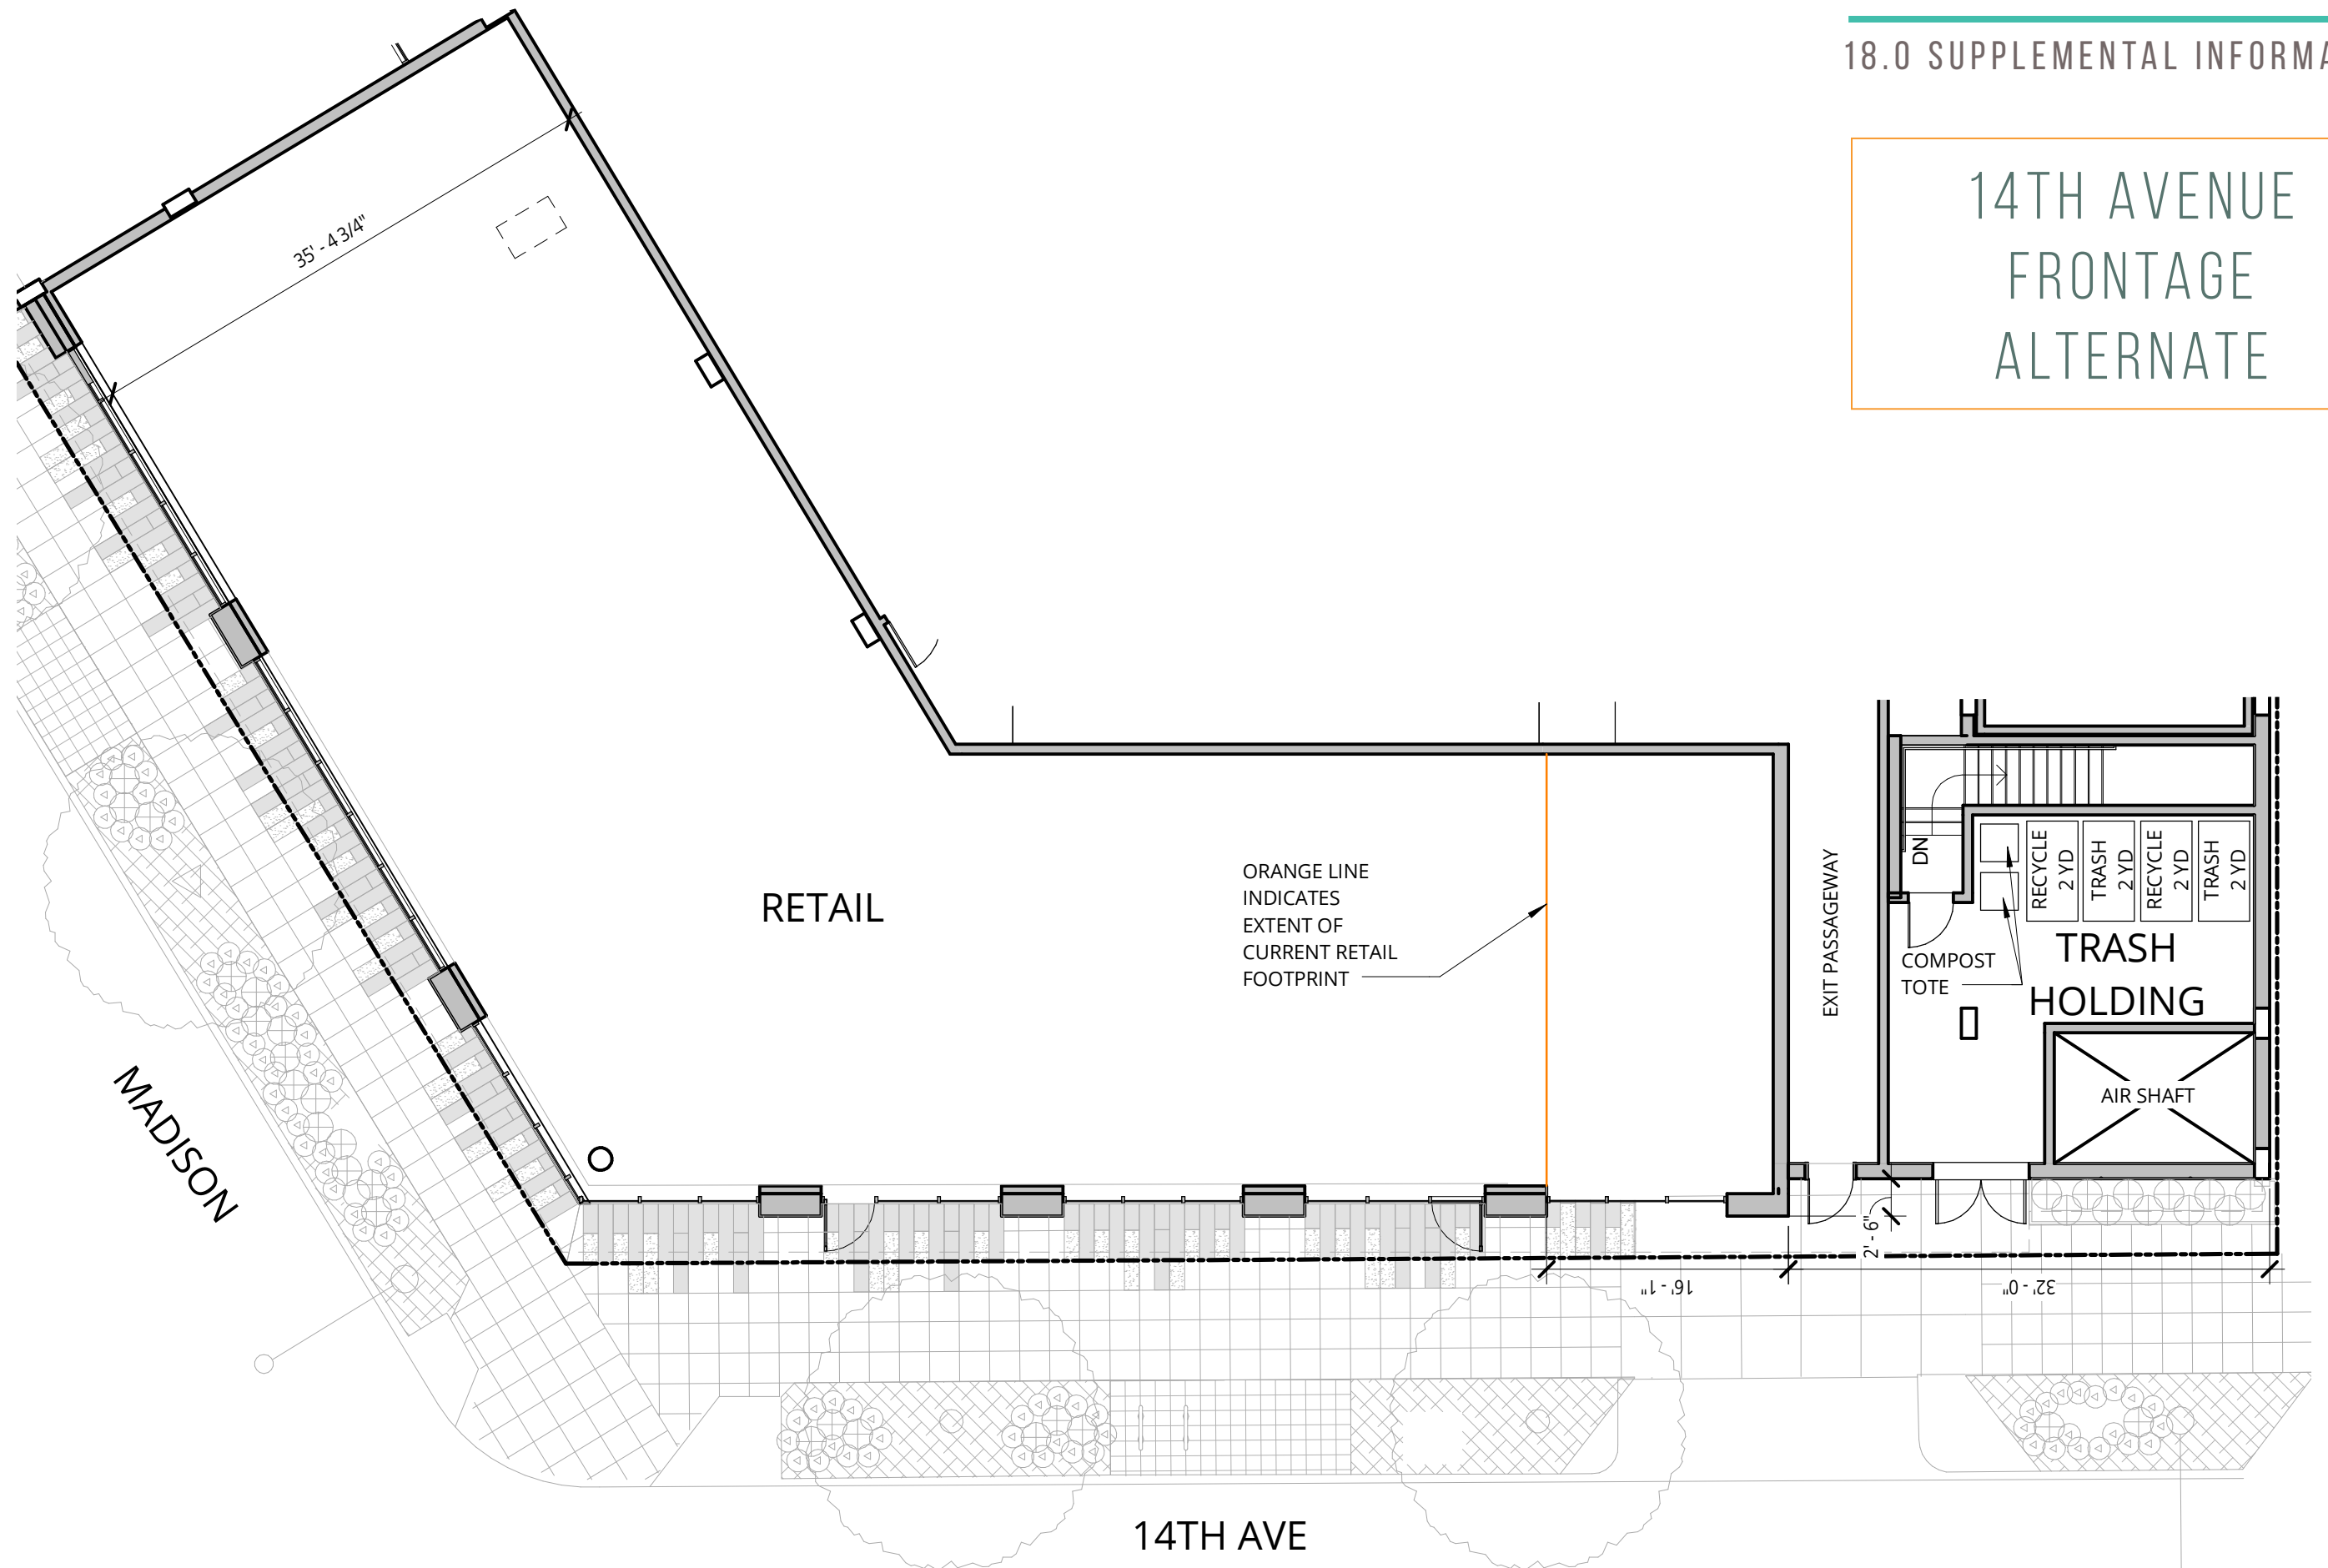 18.0 SUPPLEMENTAL INFORMA
14TH AVENUE
FRONTAGE
ALTERNATE
35' - 4 3/4"
RETAIL
ORANGE LINE
INDICATES
EXTENT OF
CURRENT RETAIL
FOOTPRINT
EXIT PASSAGEWAY
DN
RECYCLE
2 YD
TRASH
2 YD
RECYCLE
2 YD
TRASH
2 YD
COMPOST
TOTE
TRASH
HOLDING
AIR SHAFT
MADISON
2' - 6"
16' - 1"
32' - 0"
14TH AVE